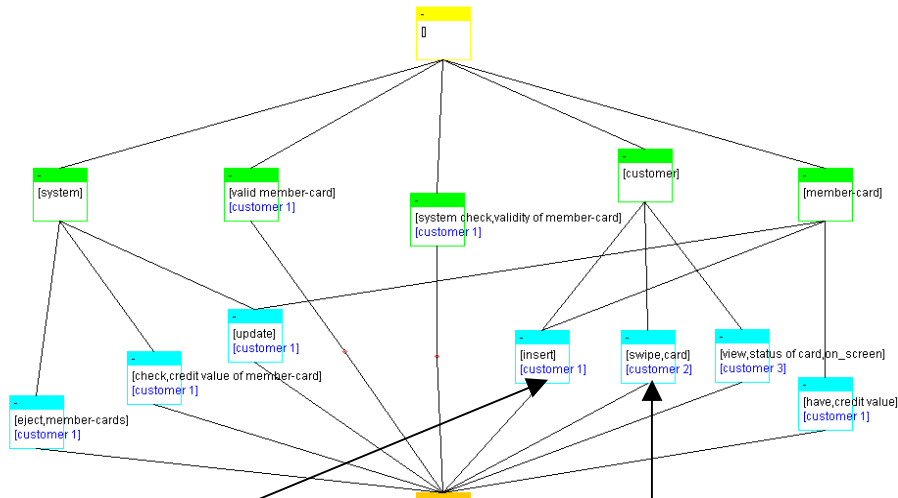 -
[]
-
[customer]
-
[system]
-
[valid member-card]
[customer 1]
-
[member-card]
-
[system check,validity of member-card]
[customer 1]
-
[update]
[customer 1]
-
[insert]
[customer 1]
-
[swipe,card]
[customer 2]
-
[view,status of card,on_screen]
[customer 3]
-
[check,credit value of member-card]
[customer 1]
-
[have,credit value]
[customer 1]
-
[eject,member-cards]
[customer 1]
-